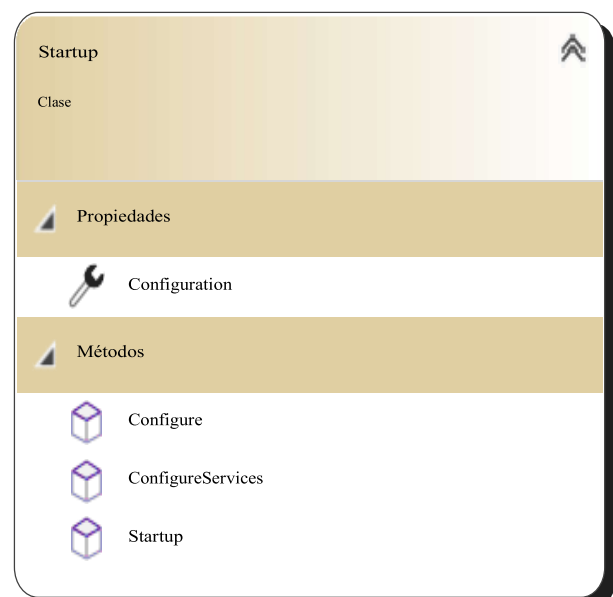 Startup
Clase
Propiedades
Configuration
Métodos
Configure
ConfigureServices
Startup